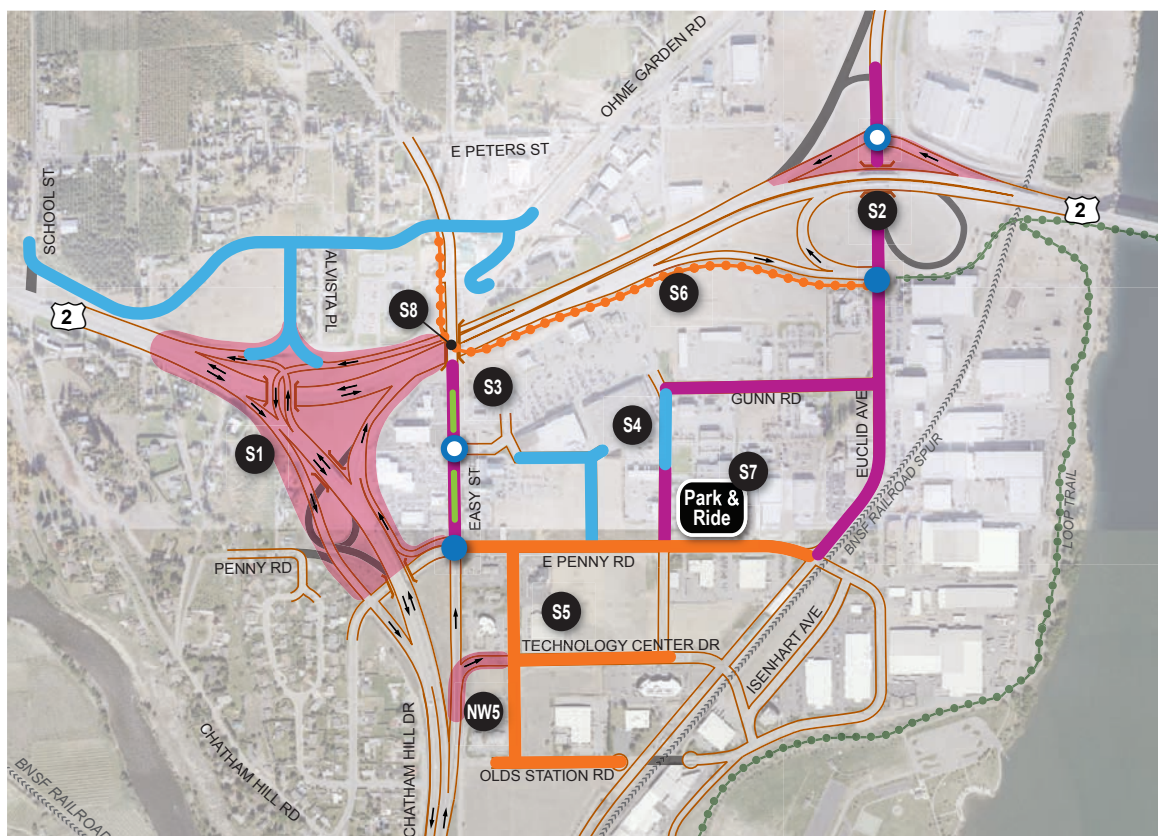 OHME GARDEN RD
E PETERS ST
SCHOOL ST
ALVISTA PL
2
2
S2
S8
S6
S3
GUNN RD
EUCLID AVE
S4
S1
S7
Park &
Ride
EASY ST
BNSF RAILROAD SPUR
LOOP TRAIL
PENNY RD
E PENNY RD
S5
TECHNOLOGY CENTER DR
ISENHART AVE
NW5
CHATHAM HILL RD
CHATHAM HILL DR
OLDS STATION RD
BNSF RAILROAD